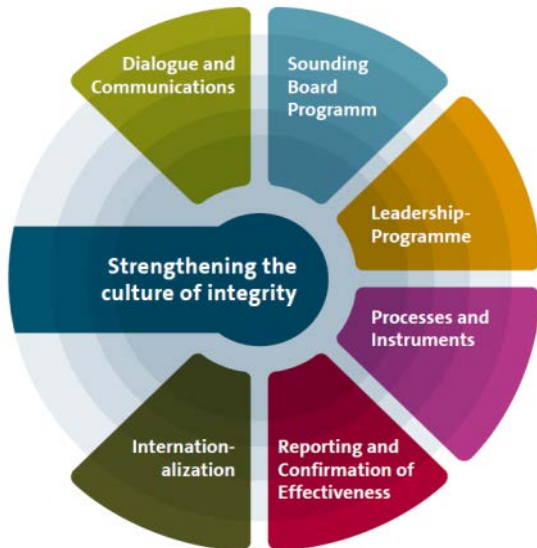 Dialogue and
Communications
Sounding
Board
Programm
Leadership-
Programme
Strengthening the
culture of integrity
Processes and
Instruments
Internation-
alization
Reporting and
Confirmation of
Effectiveness